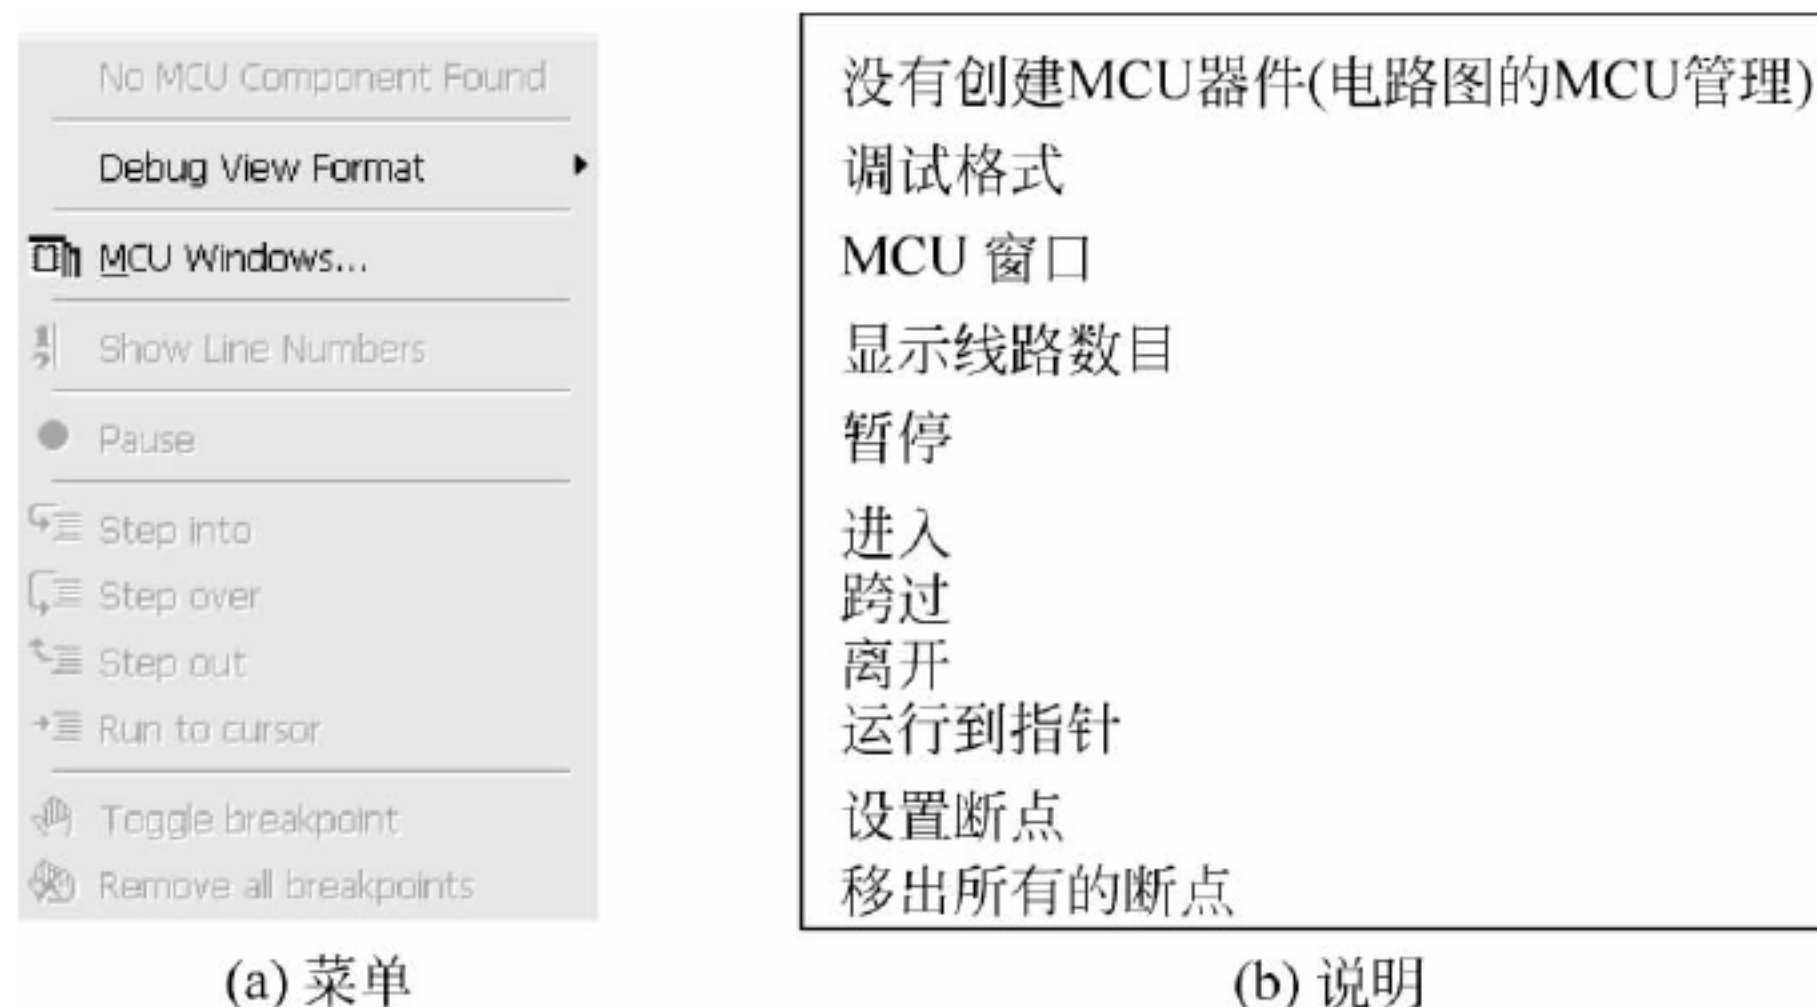 No MCU Component Found
Debug View Format
MCU Windows...
Show Line Numbers
Pause
Step into
Step over
Step out
Run to cursor
Toggle breakpoint
Remove all breakpoints
(a) 菜单
没有创建MCU器件(电路图的MCU管理)
调试格式
MCU 窗口
显示线路数目
暂停
进入
跨过
离开
运行到指针
设置断点
移出所有的断点
(b) 说明